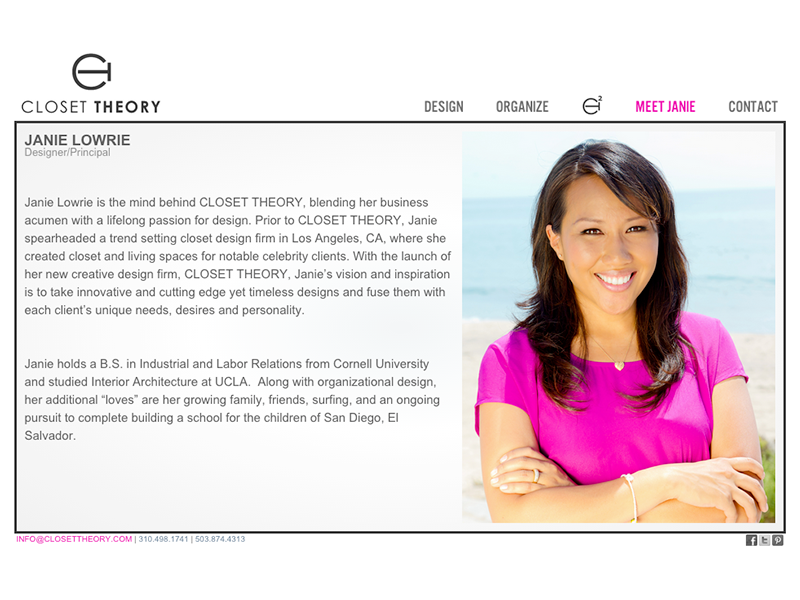 CLOSET THEORY
DESIGN ORGANIZE 2 MEET JANIE CONTACT
JANIE LOWRIE
Designer/Principal
Janie Lowrie is the mind behind CLOSET THEORY, blending her business
acumen with a lifelong passion for design. Prior to CLOSET THEORY, Janie
spearheaded a trend setting closet design firm in Los Angeles, CA, where she
created closet and living spaces for notable celebrity clients. With the launch of
her new creative design firm, CLOSET THEORY, Janie’s vision and inspiration
is to take innovative and cutting edge yet timeless designs and fuse them with
each client’s unique needs, desires and personality.
Janie holds a B.S. in Industrial and Labor Relations from Cornell University
and studied Interior Architecture at UCLA.  Along with organizational design,
her additional “loves” are her growing family, friends, surfing, and an ongoing
pursuit to complete building a school for the children of San Diego, El
Salvador.
INFO@CLOSETTHEORY.COM | 310.498.1741 | 503.874.4313